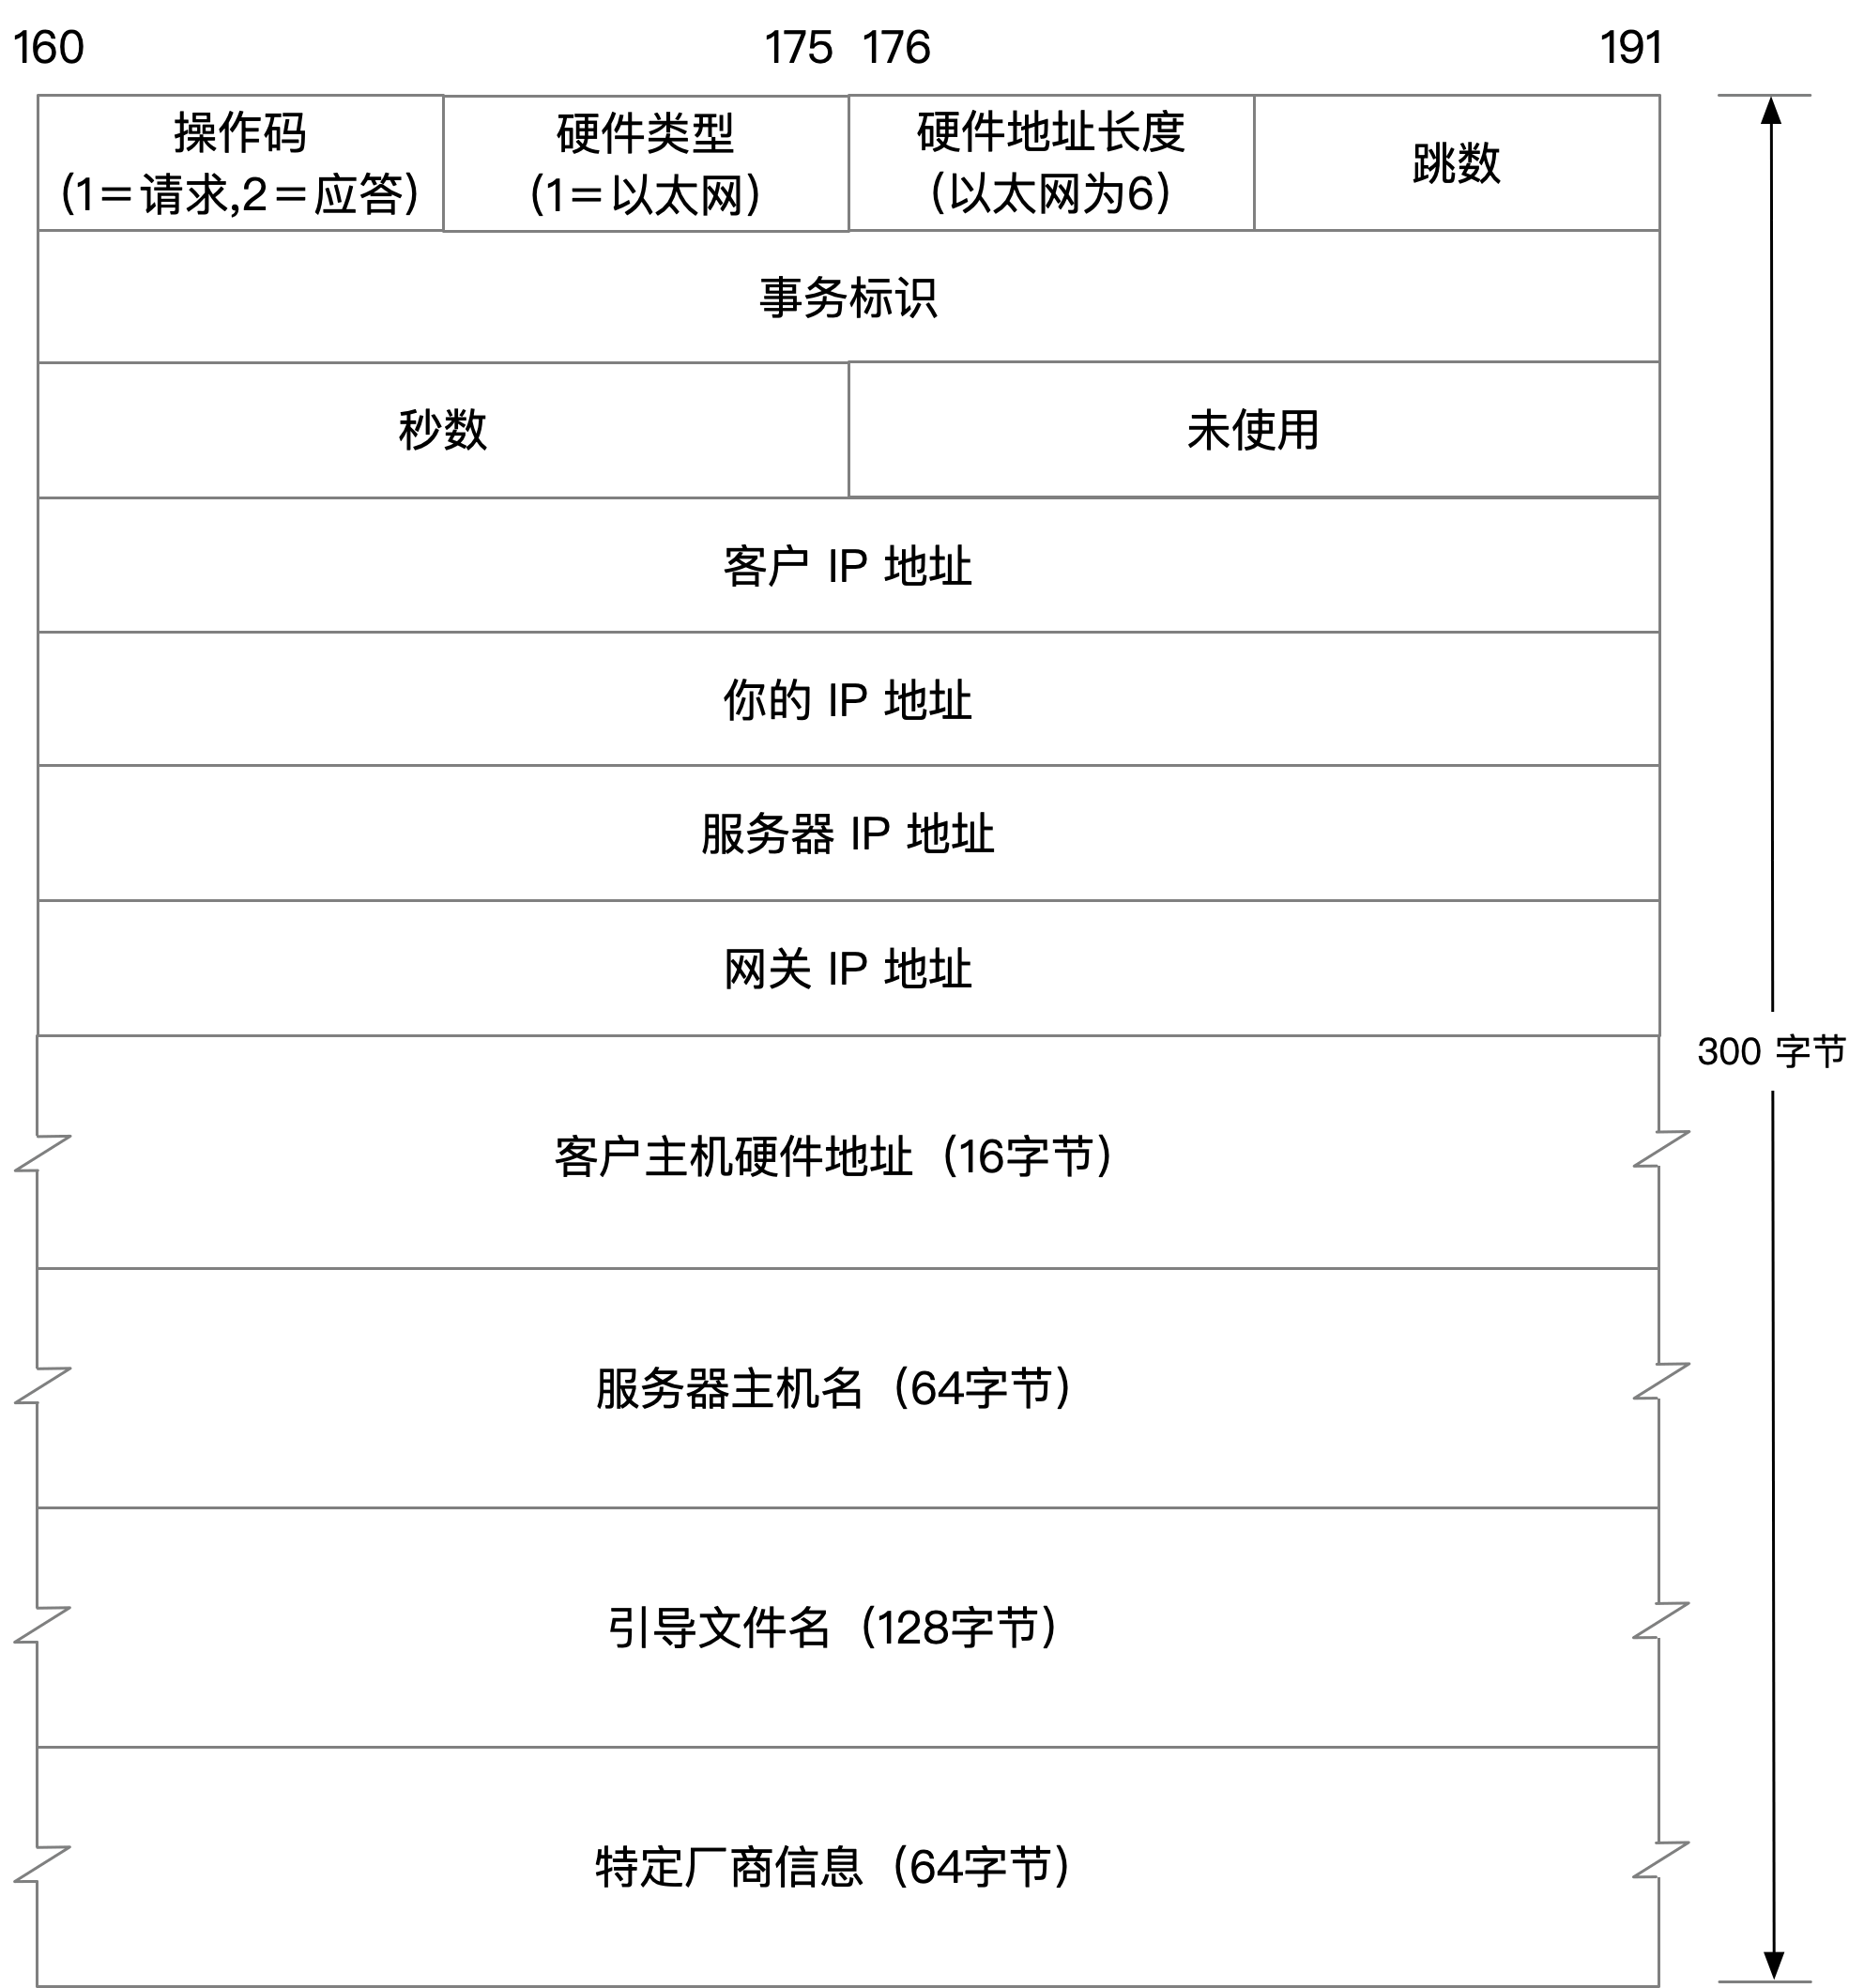 160 175 176 191
操作码
(1=请求,2=应答)
硬件类型
(1=以太网)
硬件地址长度
(以太网为6)
跳数
事务标识
秒数
未使用
客户 IP 地址
你的 IP 地址
服务器 IP 地址
网关 IP 地址
300 字节
客户主机硬件地址（16字节）
服务器主机名（64字节）
引导文件名（128字节）
特定厂商信息（64字节）